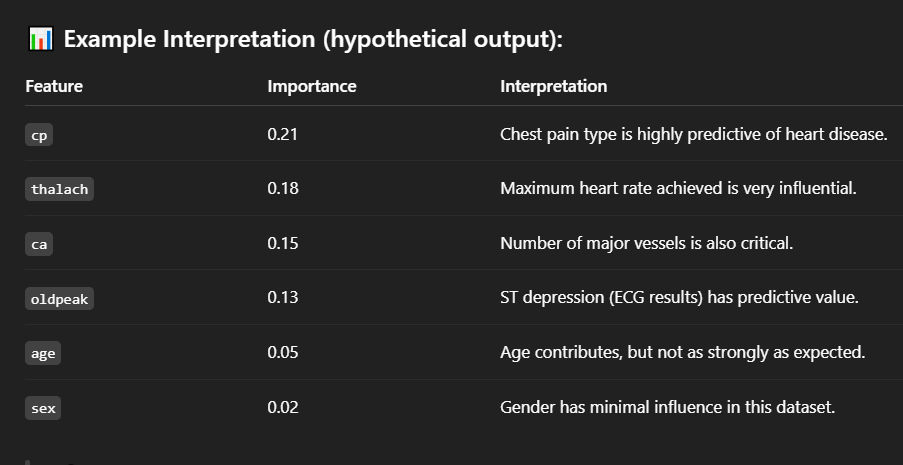 📊 Example Interpretation (hypothetical output):
Feature Importance Interpretation
cp 0.21 Chest pain type is highly predictive of heart disease.
thalach 0.18 Maximum heart rate achieved is very influential.
ca 0.15 Number of major vessels is also critical.
oldpeak 0.13 ST depression (ECG results) has predictive value.
age 0.05 Age contributes, but not as strongly as expected.
sex 0.02 Gender has minimal influence in this dataset.